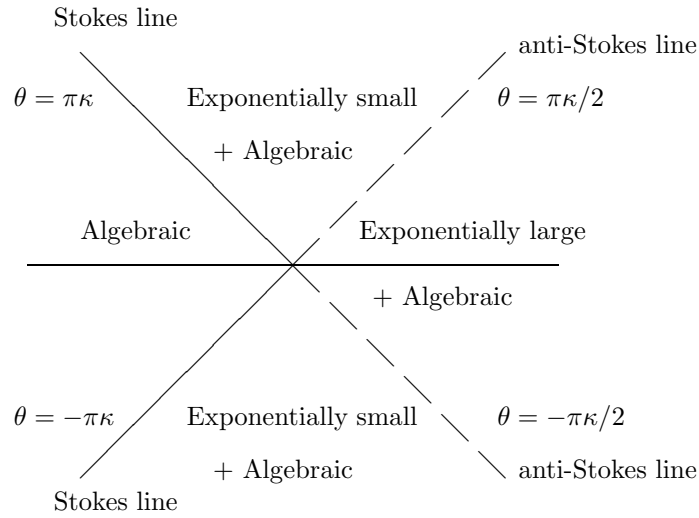 Stokes line
anti-Stokes line
θ = πκ
Exponentially small
θ = πκ/2
+ Algebraic
Algebraic
Exponentially large
+ Algebraic
θ = −πκ
Exponentially small
θ = −πκ/2
+ Algebraic
anti-Stokes line
Stokes line